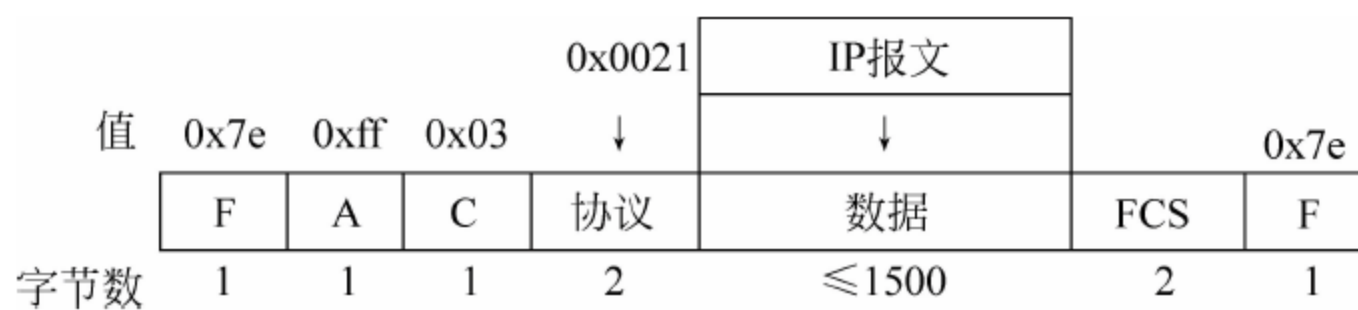 0x0021 IP报文
值 0x7e 0xff 0x03 ↓ ↓ 0x7e
F A C 协议 数据 FCS F
字节数 1 1 1 2 ≤1500 2 1